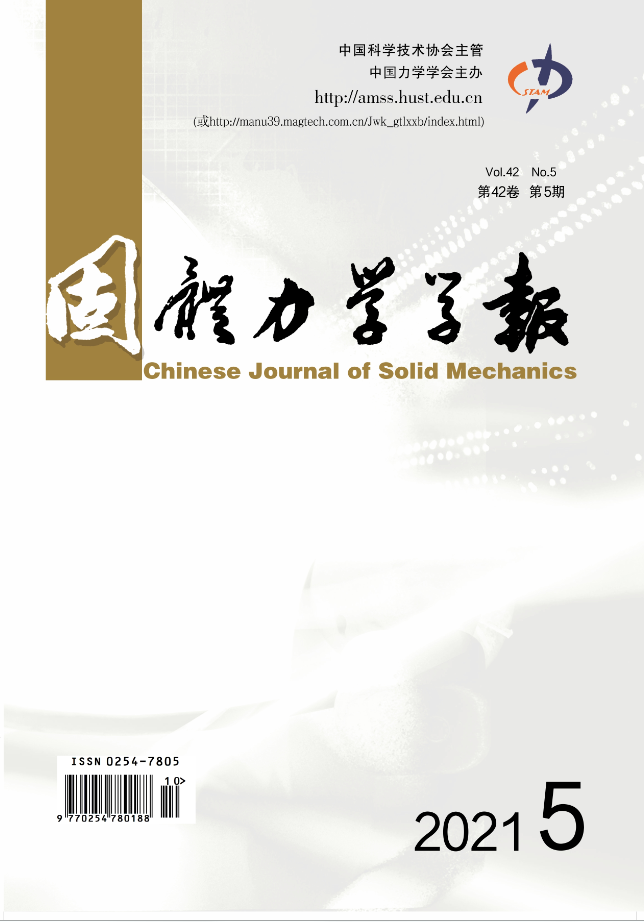 中国科学技术协会主管
中国力学学会主办
http://amss.hust.edu.cn
(或http://manu39.magtech.com.cn/Jwk_gtlxxb/index.html)
STAM
Vol.42 No.5
第42卷 第5期
固體力学学報
Chinese Journal of Solid Mechanics
ISSN 0254-7805
10>
9 770254 780188
2021 5